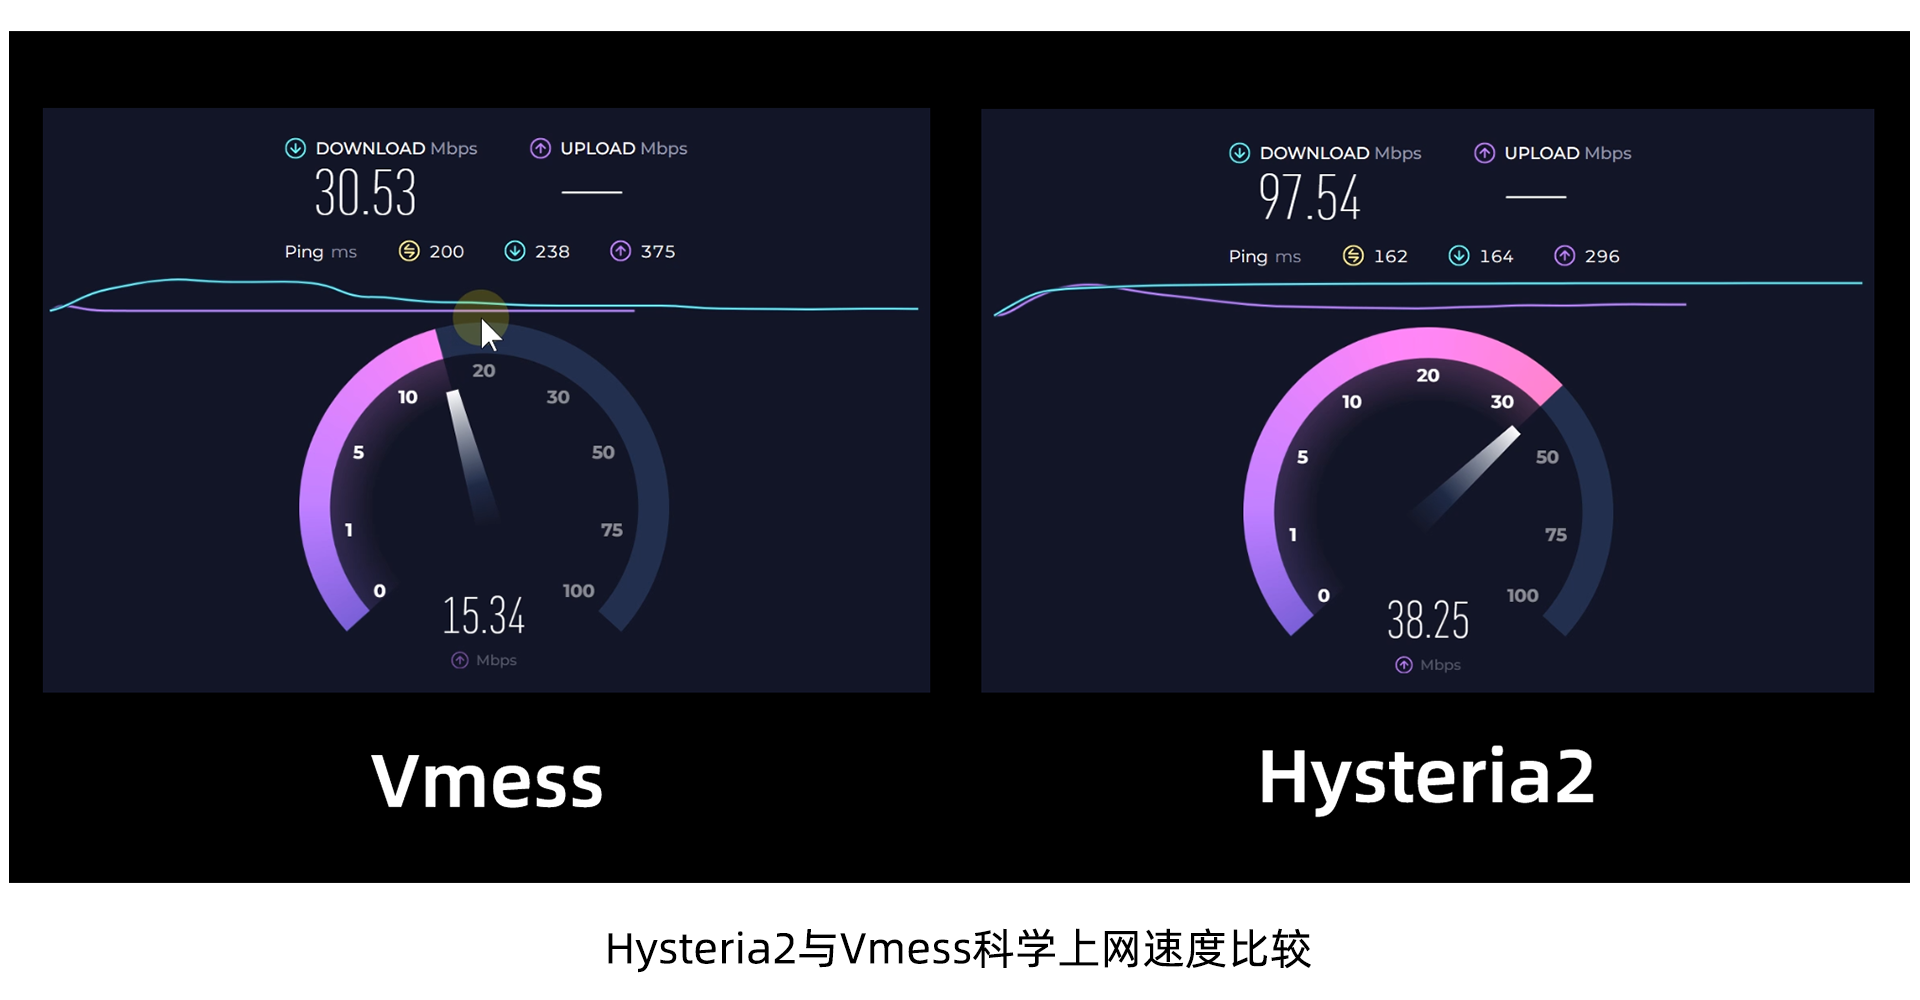 DOWNLOAD Mbps
UPLOAD Mbps
30.53
Ping ms 200 238 375
0
1
5
10
20
30
50
75
100
15.34
Mbps
Vmess
DOWNLOAD Mbps
UPLOAD Mbps
97.54
Ping ms 162 164 296
0
1
5
10
20
30
50
75
100
38.25
Mbps
Hysteria2
Hysteria2与Vmess科学上网速度比较